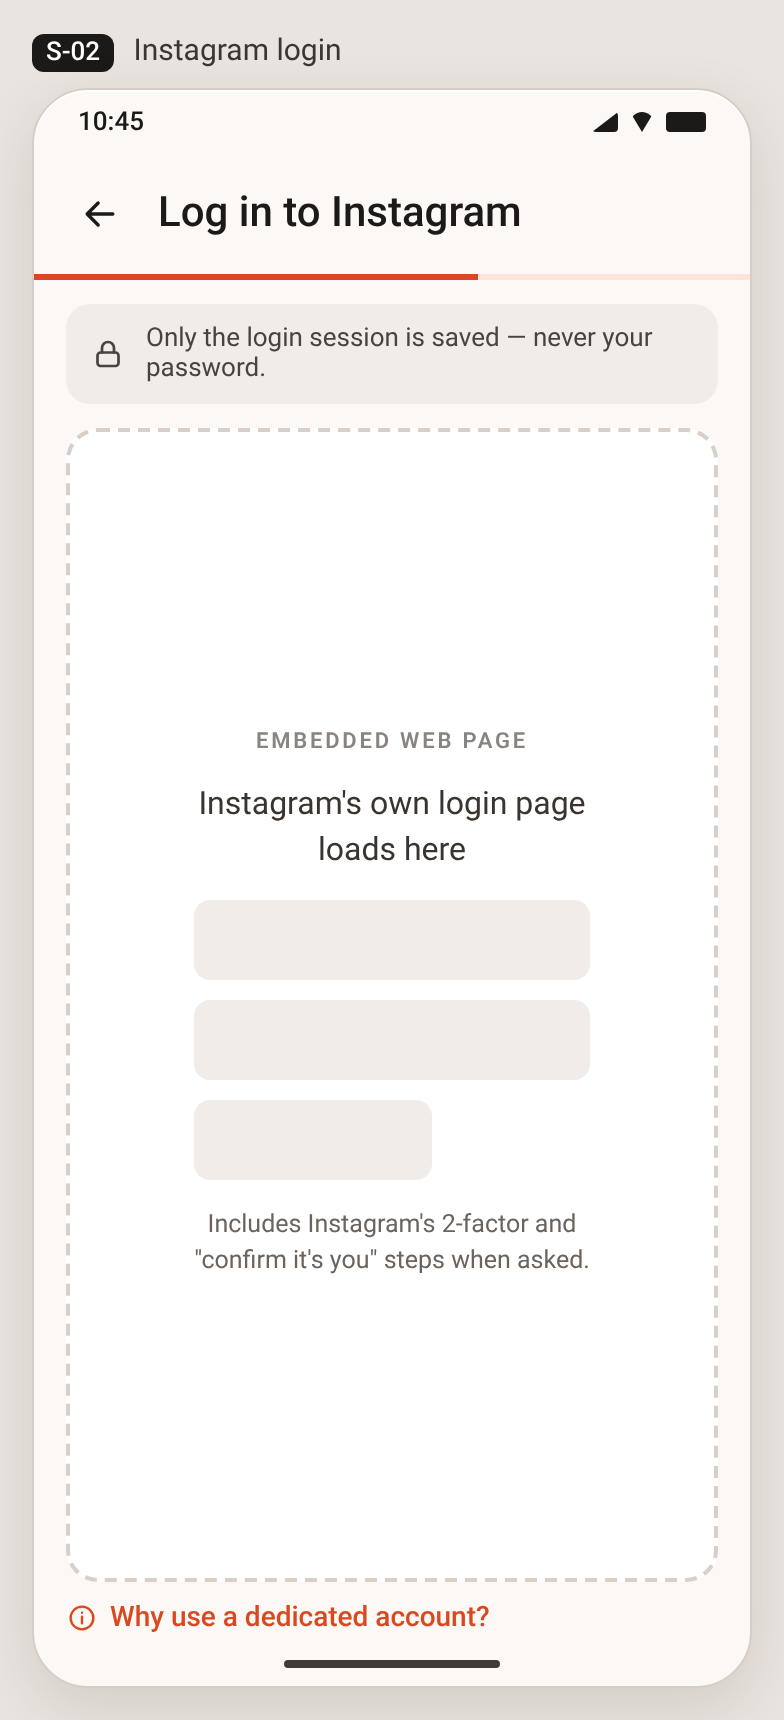 S-02 Instagram login
10:45
Log in to Instagram
Only the login session is saved — never your
password.
EMBEDDED WEB PAGE
Instagram's own login page
loads here
Includes Instagram's 2-factor and
"confirm it's you" steps when asked.
Why use a dedicated account?